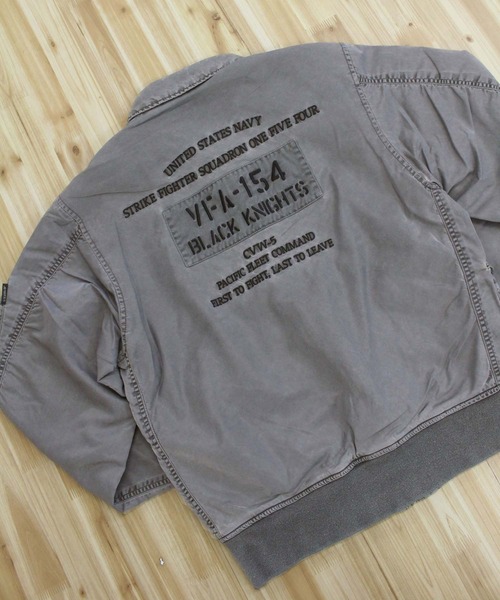 UNITED STATES NAVY
STRIKE FIGHTER SQUADRON ONE FIVE FOUR
VFA-154
BLACK KNIGHTS
CVW-5
PACIFIC FLEET COMMAND
FIRST TO FIGHT, LAST TO LEAVE